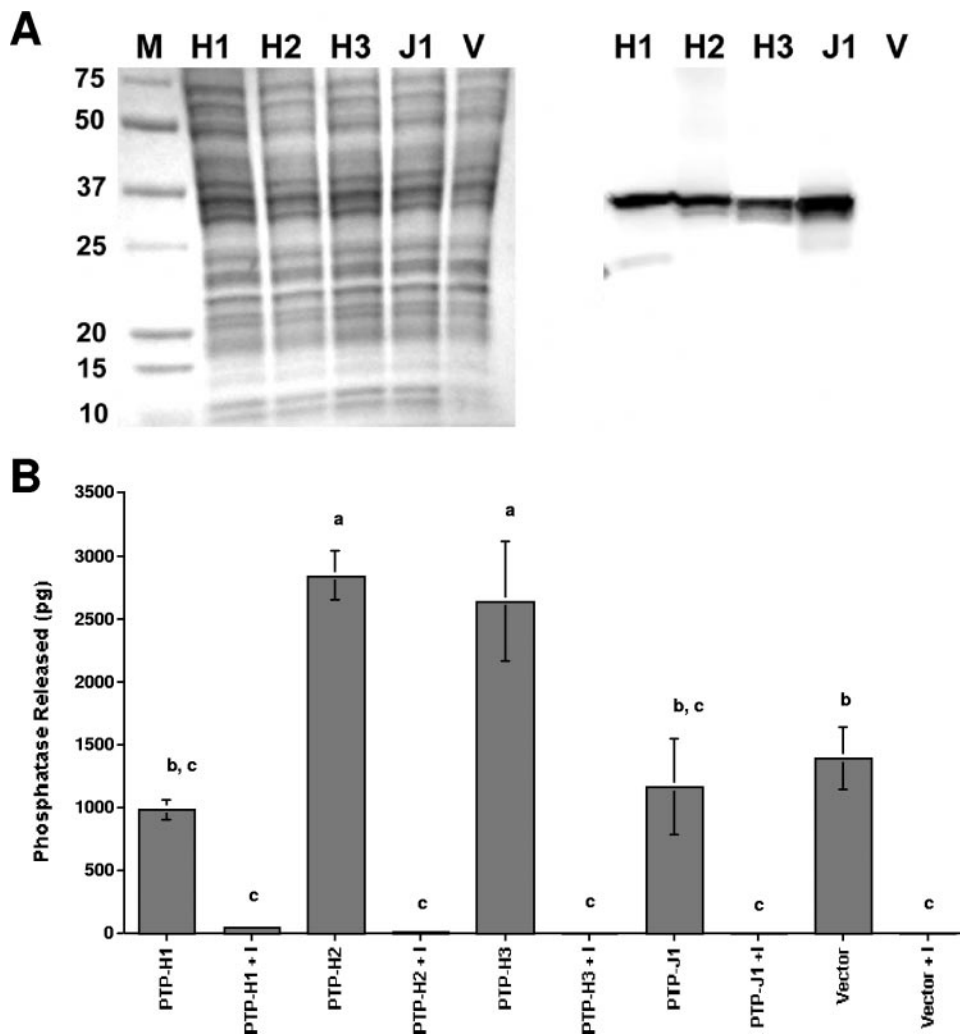 A
M H1 H2 H3 J1 V
H1 H2 H3 J1 V
75
50
37
25
20
15
10
B
Phosphatase Released (pg)
3500
3000
2500
2000
1500
1000
500
0
b, c
c
a
c
a
c
b, c
c
b
c
PTP-H1
PTP-H1 +I
PTP-H2
PTP-H2 +I
PTP-H3
PTP-H3 + I
PTP-J1
PTP-J1 +I
Vector
Vector + I